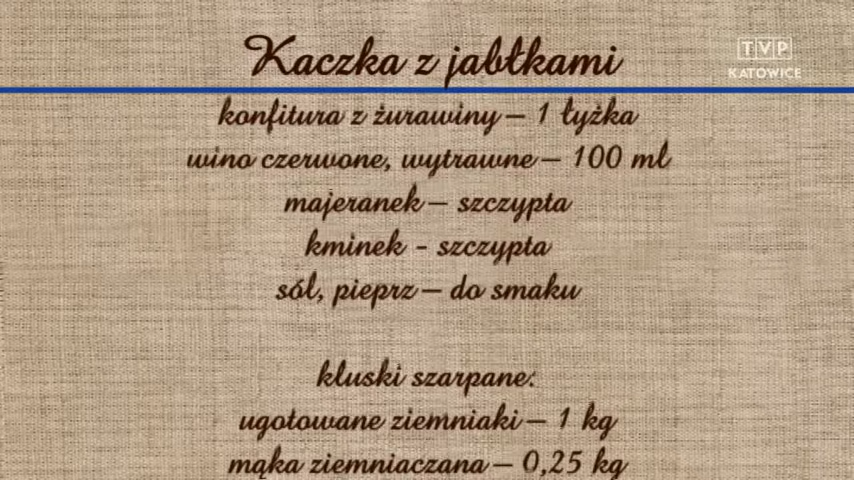 Kaczka z jabłkami
TVP
KATOWICE
konfitura z żurawiny – 1 łyżka
wino czerwone, wytrawne – 100 ml
majeranek – szczypta
kminek - szczypta
sól, pieprz – do smaku
kluski szarpane:
ugotowane ziemniaki – 1 kg
mąka ziemniaczana – 0,25 kg